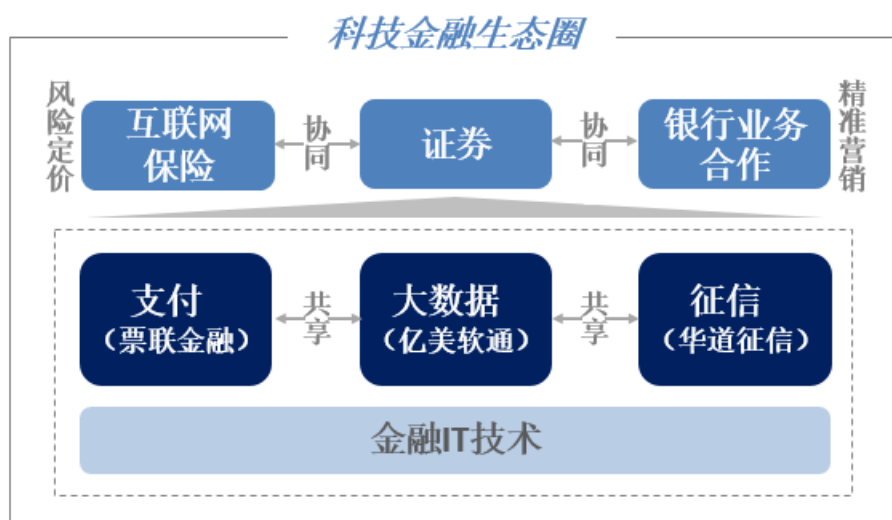 科技金融生态圈
风险定价
互联网
保险
协同
证券
协同
银行业务
合作
精准营销
支付
（票联金融）
共享
大数据
（亿美软通）
共享
征信
（华道征信）
金融IT技术